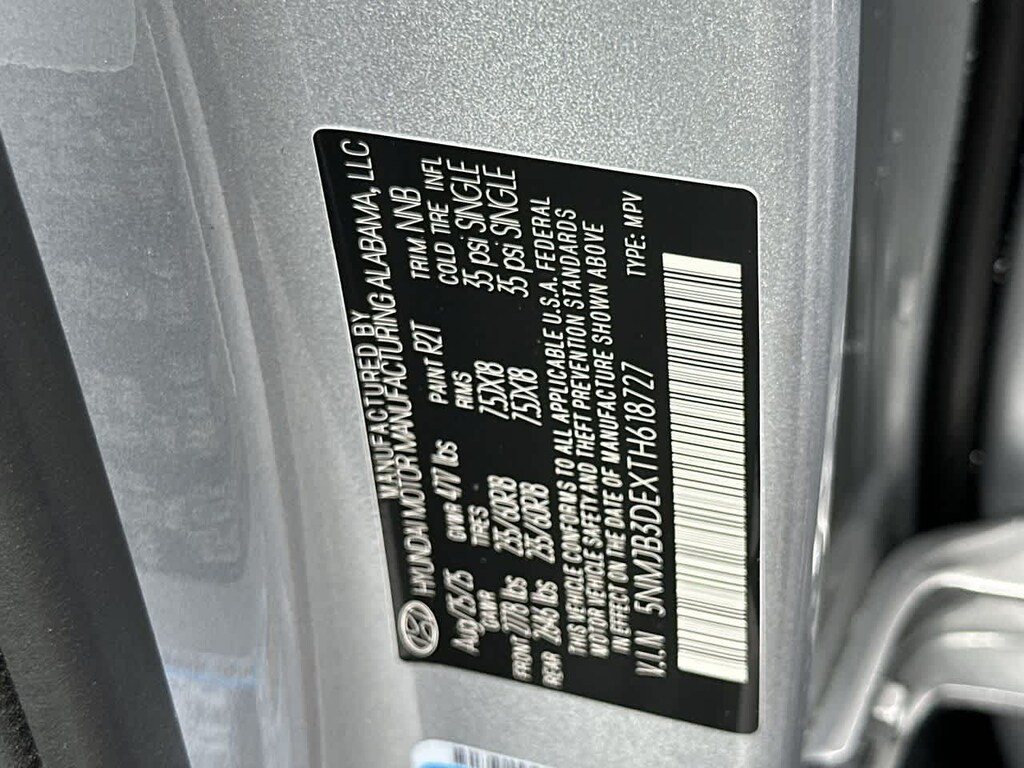 MANUFACTURED BY
HYUNDAI MOTOR MANUFACTURING ALABAMA, LLC
Aug/25/25 GVWR 4717 lbs PAINT R2T TRIM NNB
GAWR TIRES RIMS COLD TIRE INFL
FRON 2778 lbs 235/60R18 7.5JX18 35 psi SINGLE
REAR 2646 lbs 235/60R18 7.5JX18 35 psi SINGLE
THIS VEHICLE CONFORMS TO ALL APPLICABLE U.S.A. FEDERAL
MOTOR VEHICLE SAFETY AND THEFT PREVENTION STANDARDS
IN EFFECT ON THE DATE OF MANUFACTURE SHOWN ABOVE
V.I.N 5NMJB3DEXTH618727 TYPE: MPV